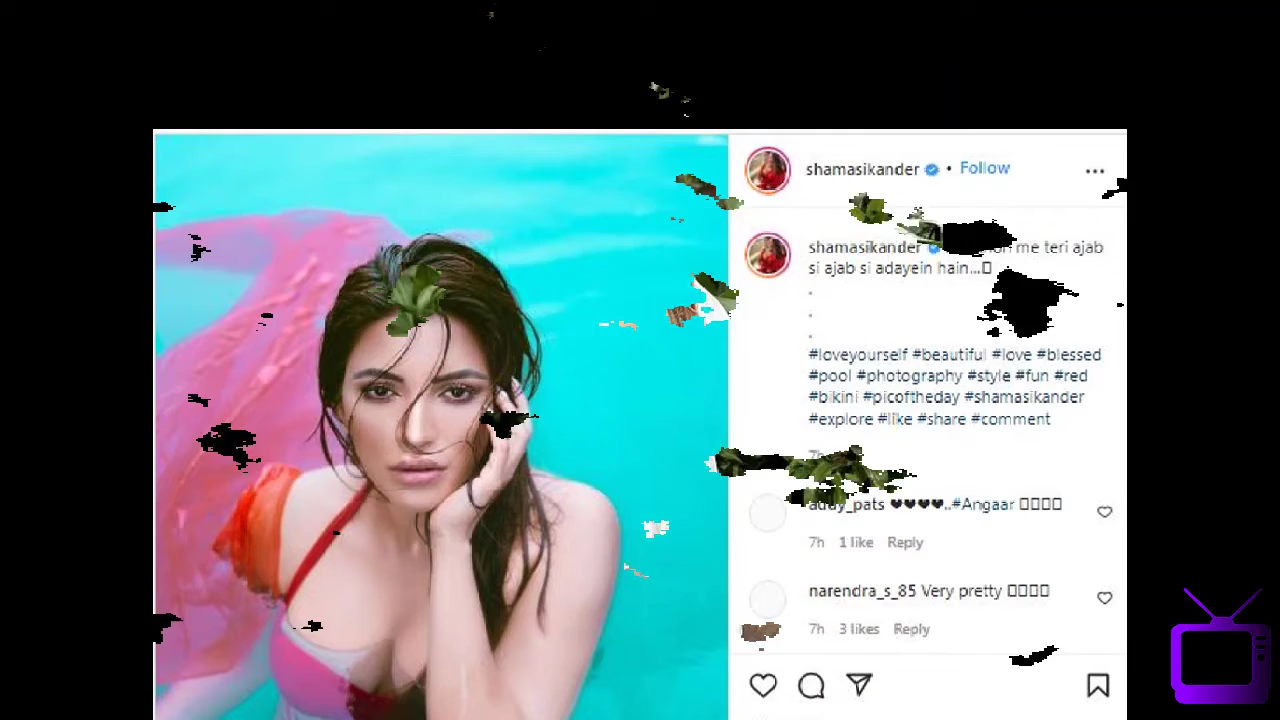 shamasikander • Follow
shamasikander me teri ajab
si ajab si adayein hain...
.
.
.
#loveyourself #beautiful #love #blessed
#pool #photography #style #fun #red
#bikini #picoftheday #shamasikander
#explore #like #share #comment
addy_pats ♥♥♥♥..#Angaar
7h 1 like Reply
narendra_s_85 Very pretty
7h 3 likes Reply